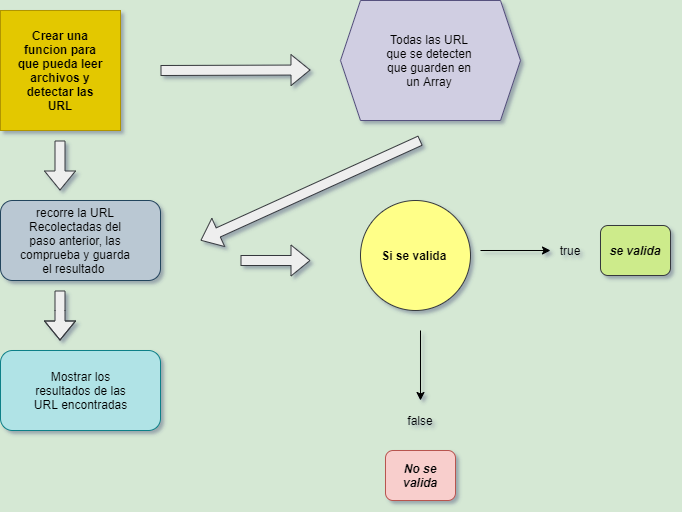 Crear una
funcion para
que pueda leer
archivos y
detectar las
URL
Todas las URL
que se detecten
que guarden en
un Array
recorre la URL
Recolectadas del
paso anterior, las
comprueba y guarda
el resultado
Si se valida
true
se valida
Mostrar los
resultados de las
URL encontradas
false
No se
valida